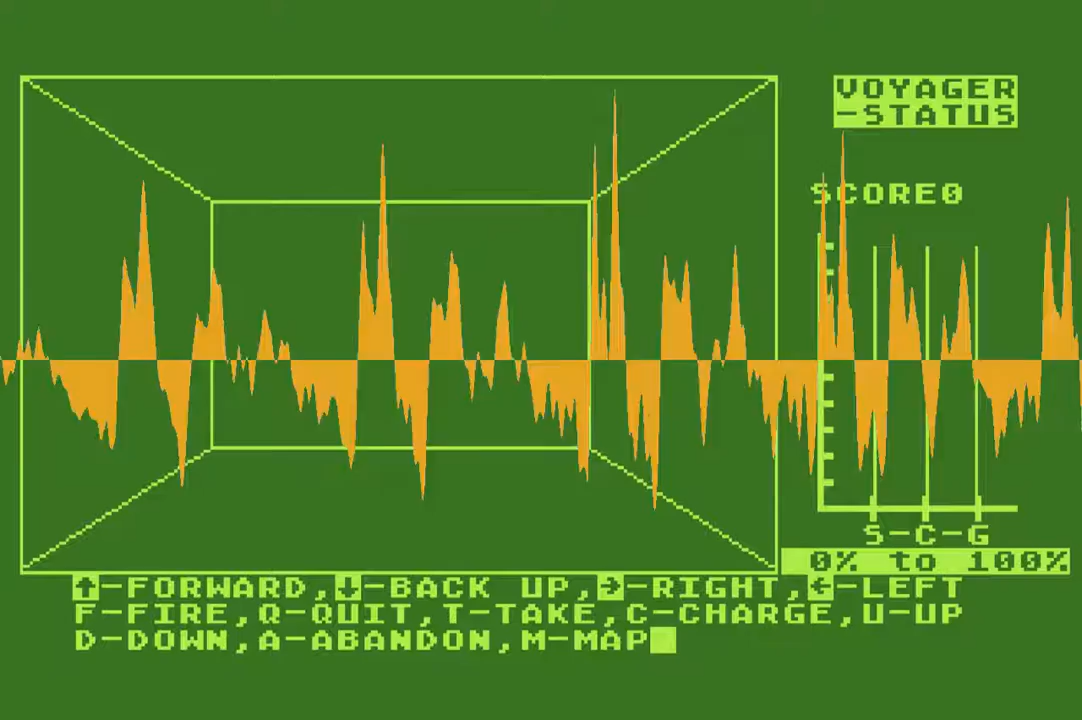 VOYAGER
-STATUS
SCORE0
S-C-G
0% to 100%
↑-FORWARD,↓-BACK UP,→-RIGHT,←-LEFT
F-FIRE,Q-QUIT,T-TAKE,C-CHARGE,U-UP
D-DOWN,A-ABANDON,M-MAP